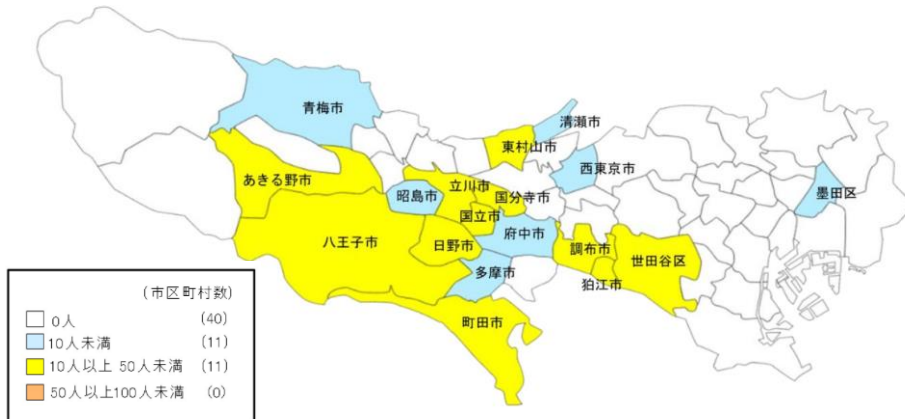 青梅市
清瀬市
東村山市
西東京市
あきる野市
立川市
昭島市
国分寺市
墨田区
国立市
八王子市
府中市
日野市
調布市
世田谷区
多摩市
狛江市
町田市
(市区町村数)
0人 (40)
10人未満 (11)
10人以上 50人未満 (11)
50人以上100人未満 (0)